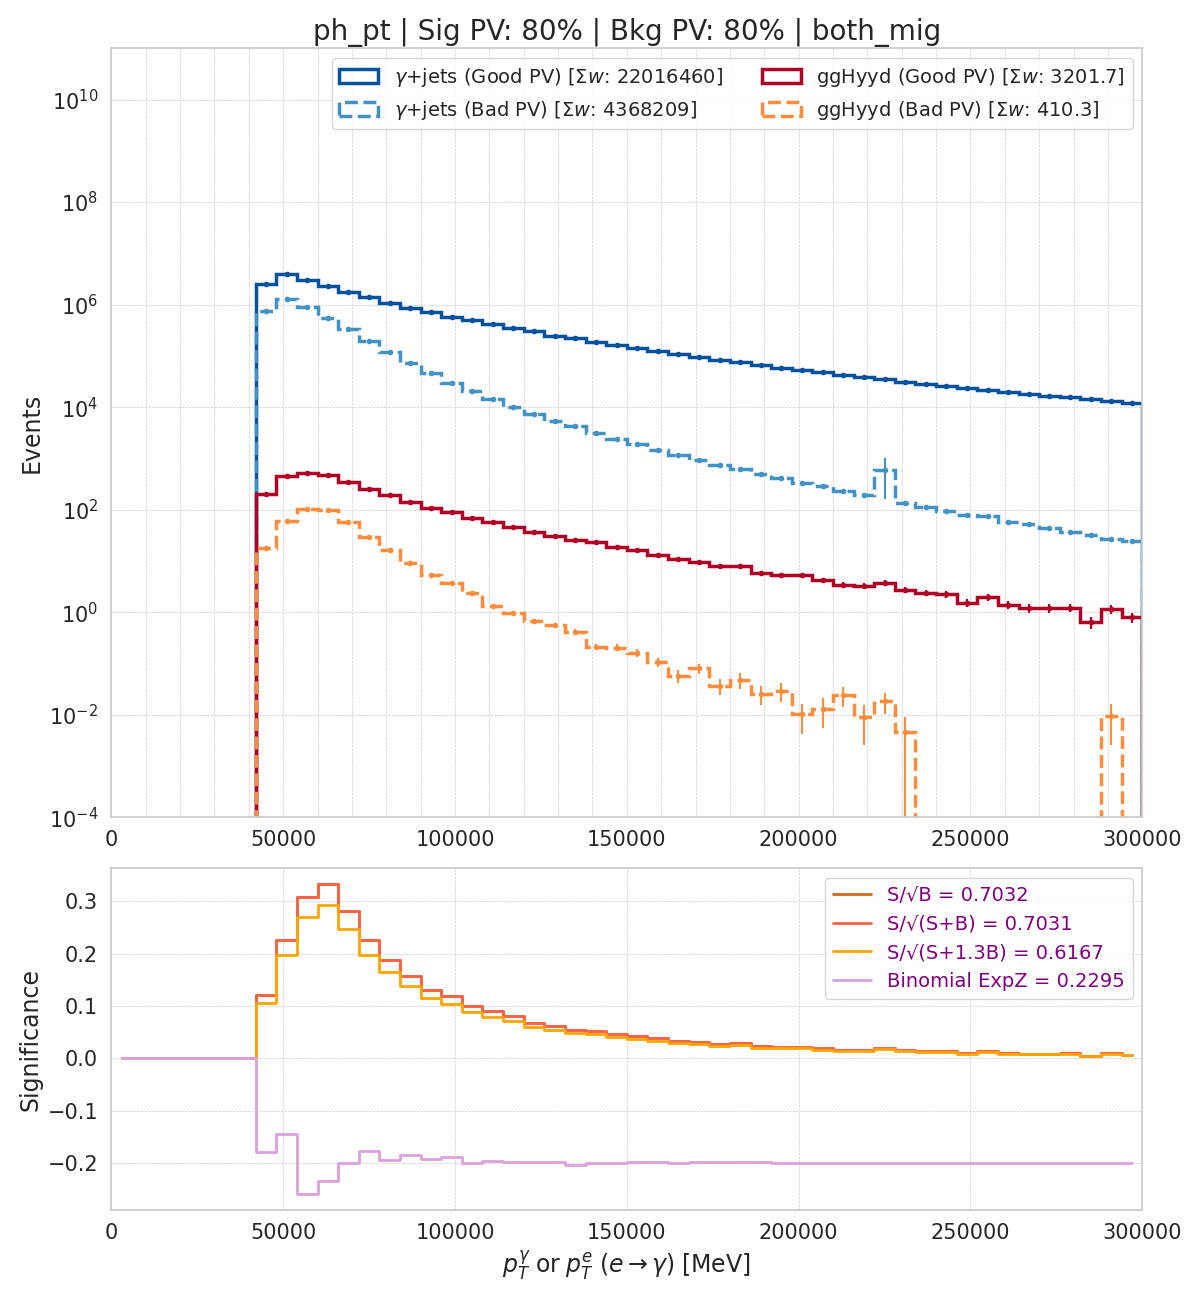 ph_pt | Sig PV: 80% | Bkg PV: 80% | both_mig
γ+jets (Good PV) [Σw: 22016460]
γ+jets (Bad PV) [Σw: 4368209]
ggHyyd (Good PV) [Σw: 3201.7]
ggHyyd (Bad PV) [Σw: 410.3]
Events
10^10
10^8
10^6
10^4
10^2
10^0
10^−2
10^−4
0 50000 100000 150000 200000 250000 300000
S/√B = 0.7032
S/√(S+B) = 0.7031
S/√(S+1.3B) = 0.6167
Binomial ExpZ = 0.2295
Significance
0.3
0.2
0.1
0.0
−0.1
−0.2
0 50000 100000 150000 200000 250000 300000
p_T^γ or p_T^e (e→γ) [MeV]